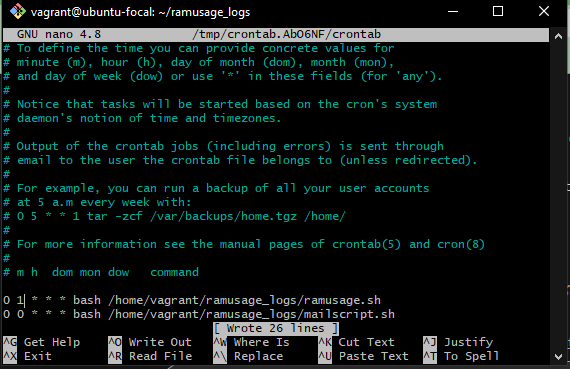 vagrant@ubuntu-focal: ~/ramusage_logs
GNU nano 4.8 /tmp/crontab.AbO6NF/crontab
# To define the time you can provide concrete values for
# minute (m), hour (h), day of month (dom), month (mon),
# and day of week (dow) or use '*' in these fields (for 'any').
#
# Notice that tasks will be started based on the cron's system
# daemon's notion of time and timezones.
#
# Output of the crontab jobs (including errors) is sent through
# email to the user the crontab file belongs to (unless redirected).
#
# For example, you can run a backup of all your user accounts
# at 5 a.m every week with:
# 0 5 * * 1 tar -zcf /var/backups/home.tgz /home/
#
# For more information see the manual pages of crontab(5) and cron(8)
#
# m h  dom mon dow   command
0 1 * * * bash /home/vagrant/ramusage_logs/ramusage.sh
0 0 * * * bash /home/vagrant/ramusage_logs/mailscript.sh
[ Wrote 26 lines ]
^G Get Help ^O Write Out ^W Where Is ^K Cut Text ^J Justify
^X Exit ^R Read File ^\ Replace ^U Paste Text ^T To Spell